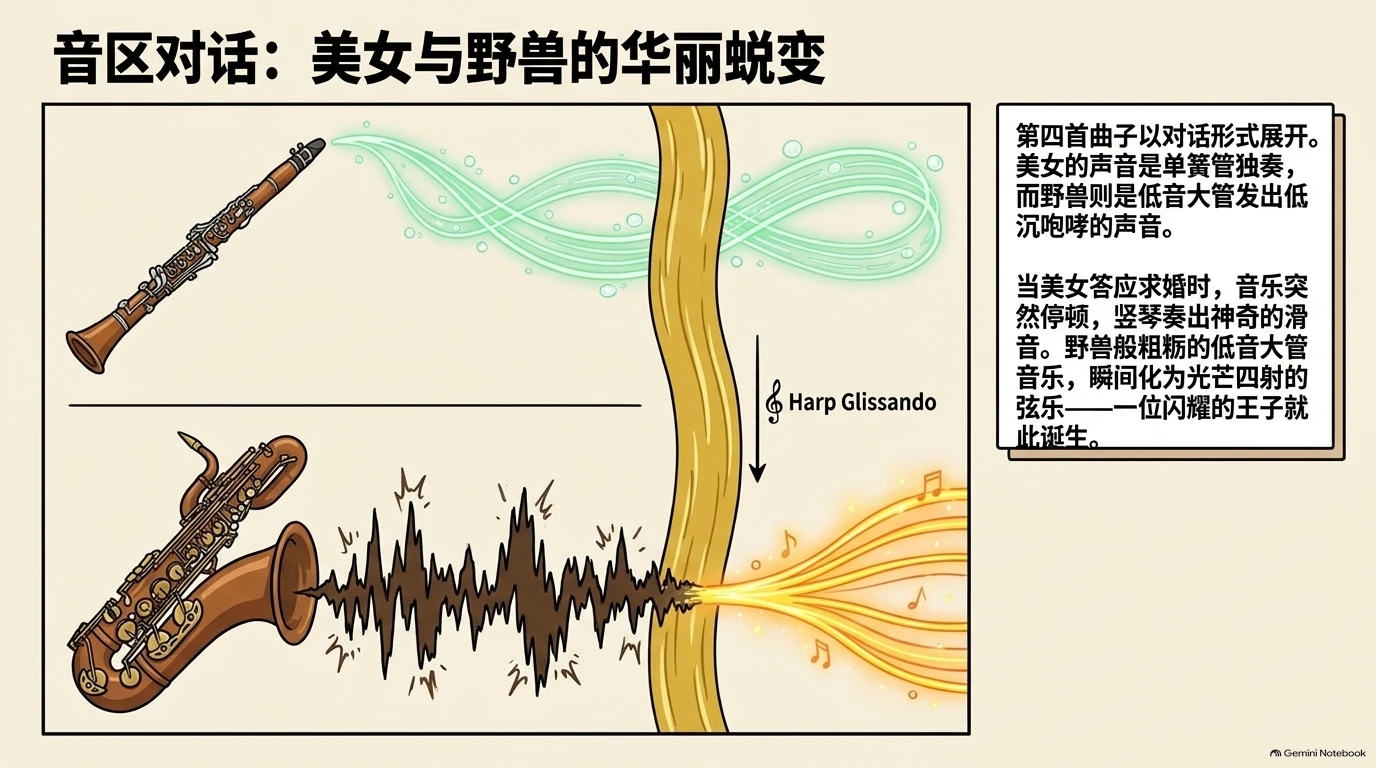 音区对话：美女与野兽的华丽蜕变
第四首曲子以对话形式展开。
美女的声音是单簧管独奏，
而野兽则是低音大管发出低
沉咆哮的声音。
当美女答应求婚时，音乐突
然停顿，竖琴奏出神奇的滑
音。野兽般粗粝的低音大管
音乐，瞬间化为光芒四射的
弦乐——一位闪耀的王子就
此诞生。
Harp Glissando
Gemini Notebook